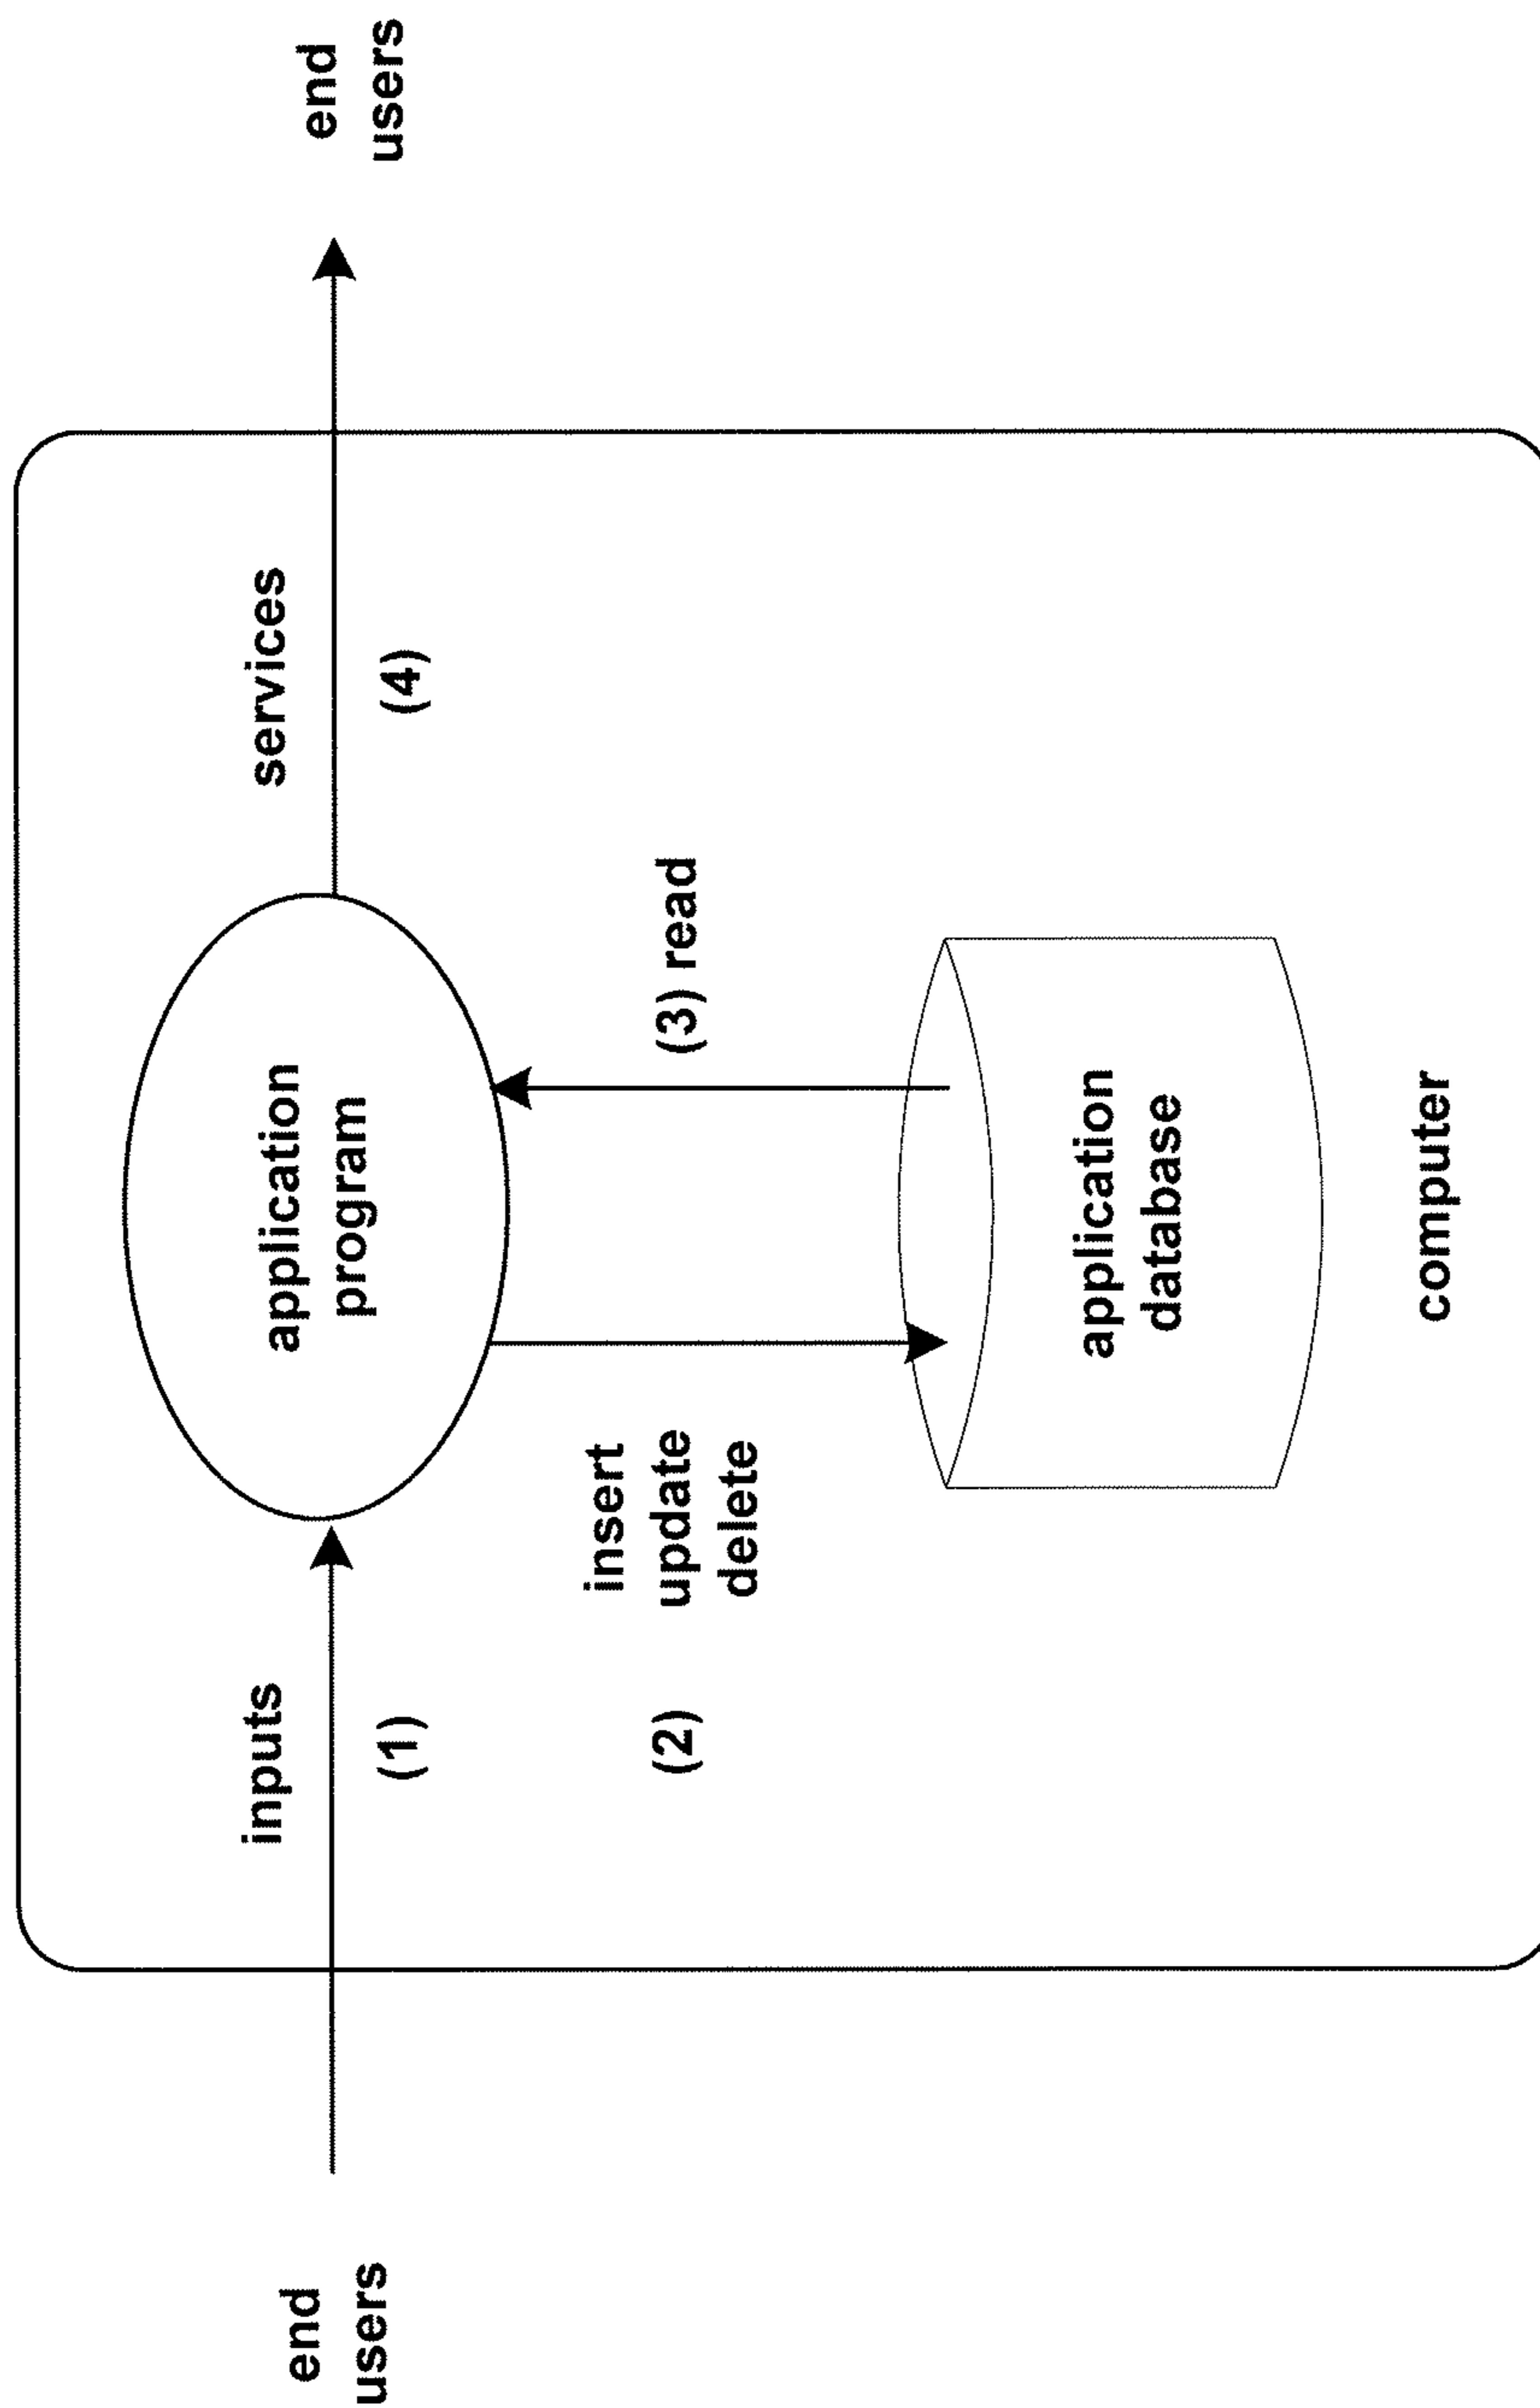 end
users
inputs
(1)
application
program
services
(4)
end
users
(2)
insert
update
delete
(3) read
application
database
computer